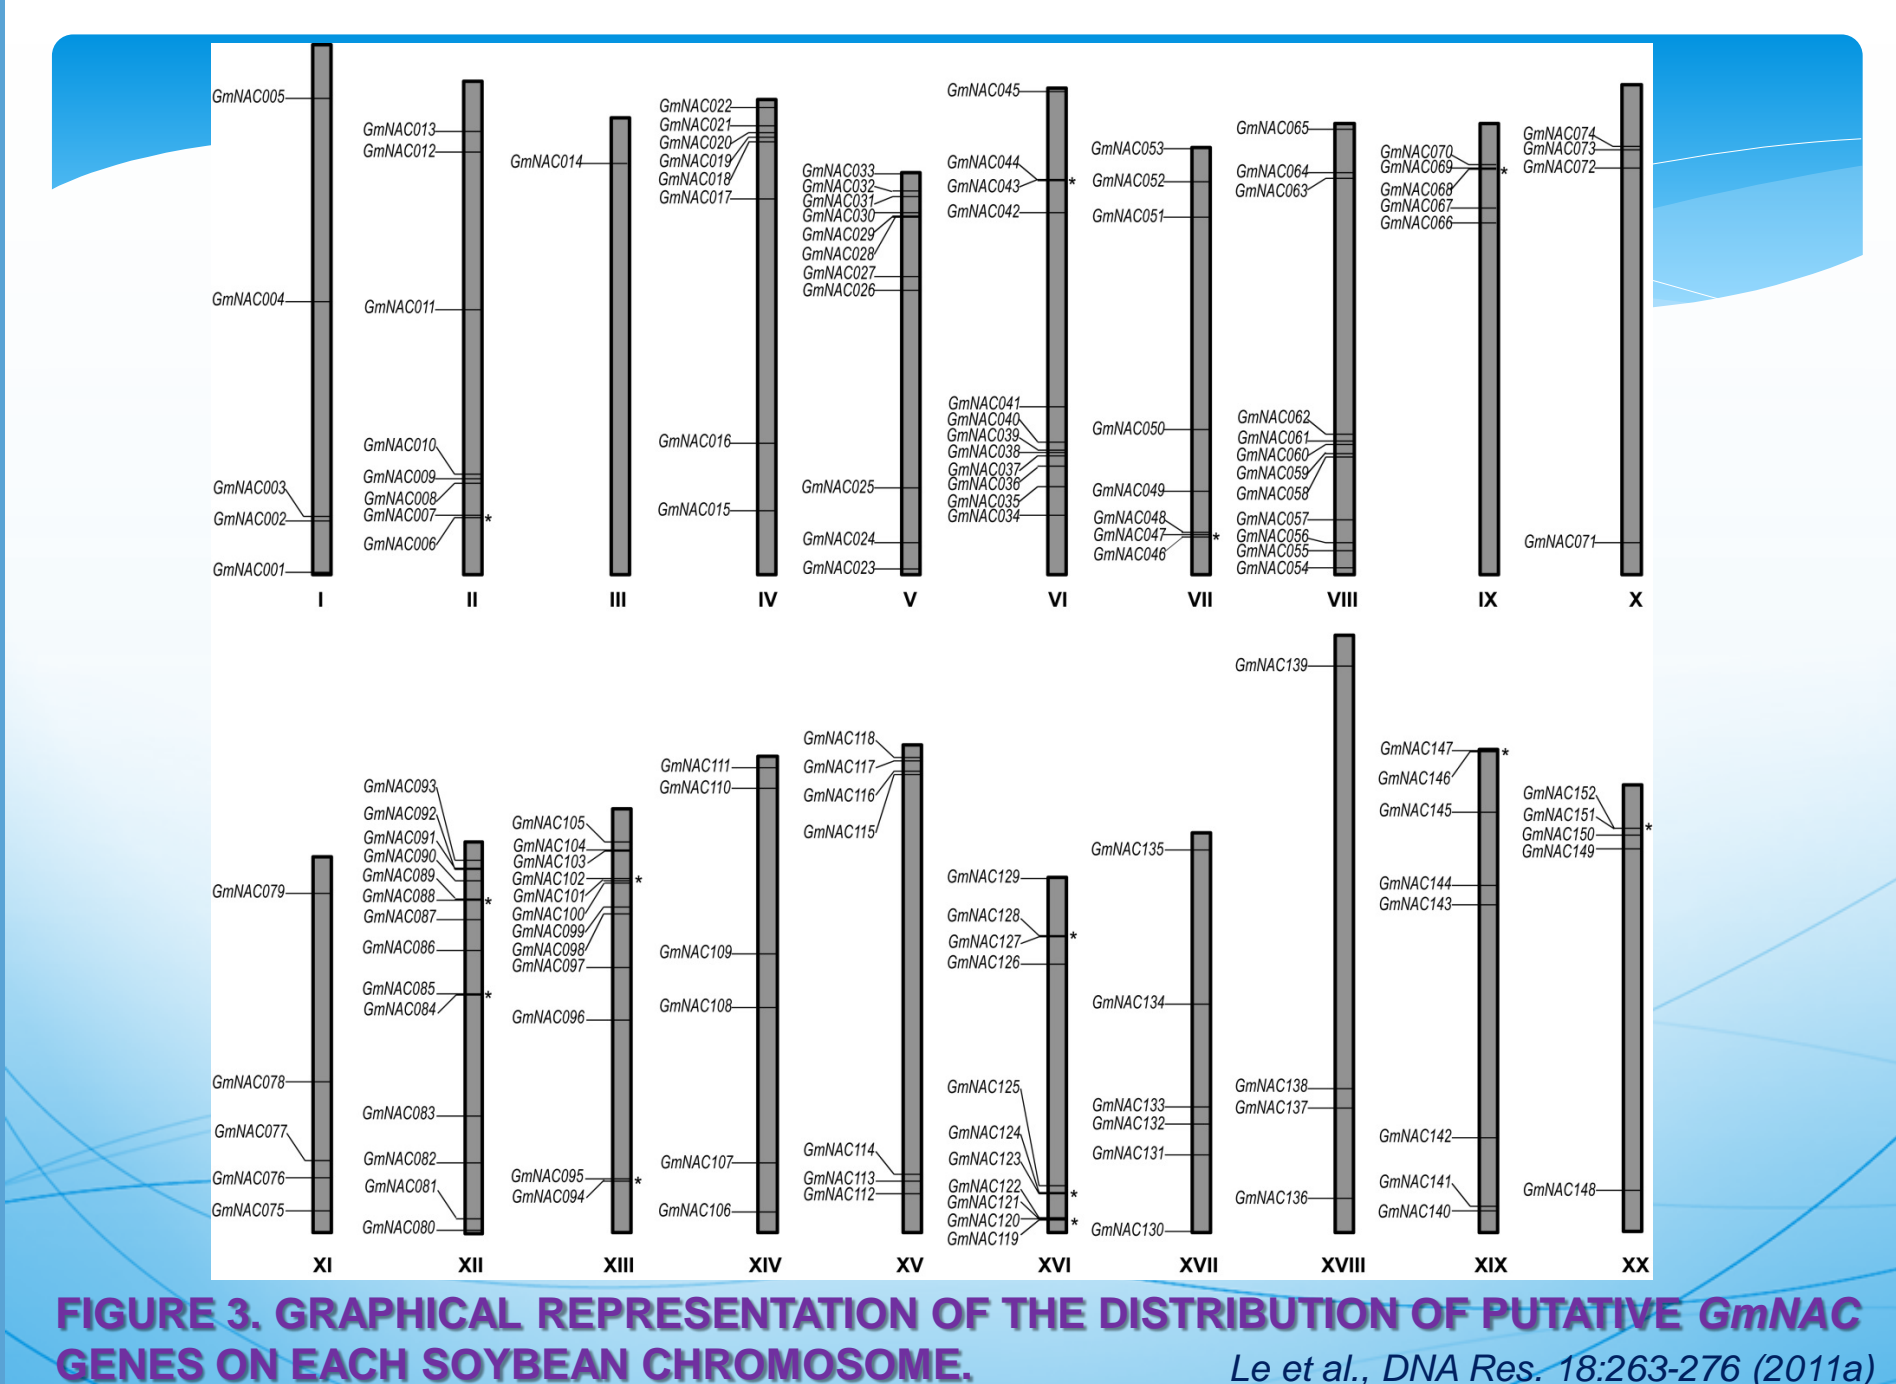 GmNAC005
GmNAC004
GmNAC003
GmNAC002
GmNAC001
I
GmNAC013
GmNAC012
GmNAC011
GmNAC010
GmNAC009
GmNAC008
GmNAC007
*
GmNAC006
II
GmNAC014
III
GmNAC022
GmNAC021
GmNAC020
GmNAC019
GmNAC018
GmNAC017
GmNAC016
GmNAC015
IV
GmNAC033
GmNAC032
GmNAC031
GmNAC030
GmNAC029
GmNAC028
GmNAC027
GmNAC026
GmNAC025
GmNAC024
GmNAC023
V
GmNAC045
GmNAC044
*
GmNAC043
GmNAC042
GmNAC041
GmNAC040
GmNAC039
GmNAC038
GmNAC037
GmNAC036
GmNAC035
GmNAC034
VI
GmNAC053
GmNAC052
GmNAC051
GmNAC050
GmNAC049
GmNAC048
GmNAC047
*
GmNAC046
VII
GmNAC065
GmNAC064
GmNAC063
GmNAC062
GmNAC061
GmNAC060
GmNAC059
GmNAC058
GmNAC057
GmNAC056
GmNAC055
GmNAC054
VIII
GmNAC070
GmNAC069
*
GmNAC068
GmNAC067
GmNAC066
IX
GmNAC074
GmNAC073
GmNAC072
GmNAC071
X
GmNAC079
GmNAC078
GmNAC077
GmNAC076
GmNAC075
XI
GmNAC093
GmNAC092
GmNAC091
GmNAC090
GmNAC089
GmNAC088
*
GmNAC087
GmNAC086
GmNAC085
*
GmNAC084
GmNAC083
GmNAC082
GmNAC081
GmNAC080
XII
GmNAC105
GmNAC104
GmNAC103
GmNAC102
*
GmNAC101
GmNAC100
GmNAC099
GmNAC098
GmNAC097
GmNAC096
GmNAC095
*
GmNAC094
XIII
GmNAC111
GmNAC110
GmNAC109
GmNAC108
GmNAC107
GmNAC106
XIV
GmNAC118
GmNAC117
GmNAC116
GmNAC115
GmNAC114
GmNAC113
GmNAC112
XV
GmNAC129
GmNAC128
*
GmNAC127
GmNAC126
GmNAC125
GmNAC124
GmNAC123
*
GmNAC122
GmNAC121
GmNAC120
*
GmNAC119
XVI
GmNAC135
GmNAC134
GmNAC133
GmNAC132
GmNAC131
GmNAC130
XVII
GmNAC139
GmNAC138
GmNAC137
GmNAC136
XVIII
GmNAC147
*
GmNAC146
GmNAC145
GmNAC144
GmNAC143
GmNAC142
GmNAC141
GmNAC140
XIX
GmNAC152
GmNAC151
*
GmNAC150
GmNAC149
GmNAC148
XX
FIGURE 3. GRAPHICAL REPRESENTATION OF THE DISTRIBUTION OF PUTATIVE GmNAC
GENES ON EACH SOYBEAN CHROMOSOME.
Le et al., DNA Res. 18:263-276 (2011a)